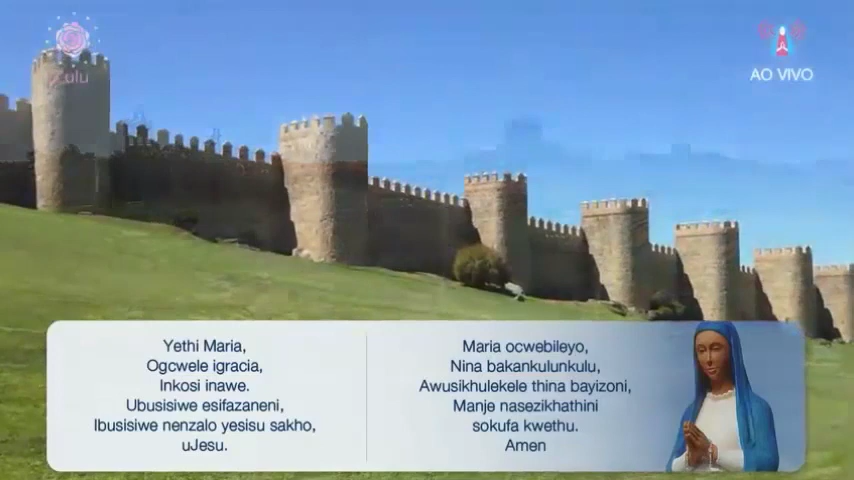 Zulu
AO VIVO
Yethi Maria,
Ogcwele igracia,
Inkosi inawe.
Ubusisiwe esifazaneni,
Ibusisiwe nenzalo yesisu sakho,
uJesu.
Maria ocwebileyo,
Nina bakankulunkulu,
Awusikhulekele thina bayizoni,
Manje nasezikhathini
sokufa kwethu.
Amen